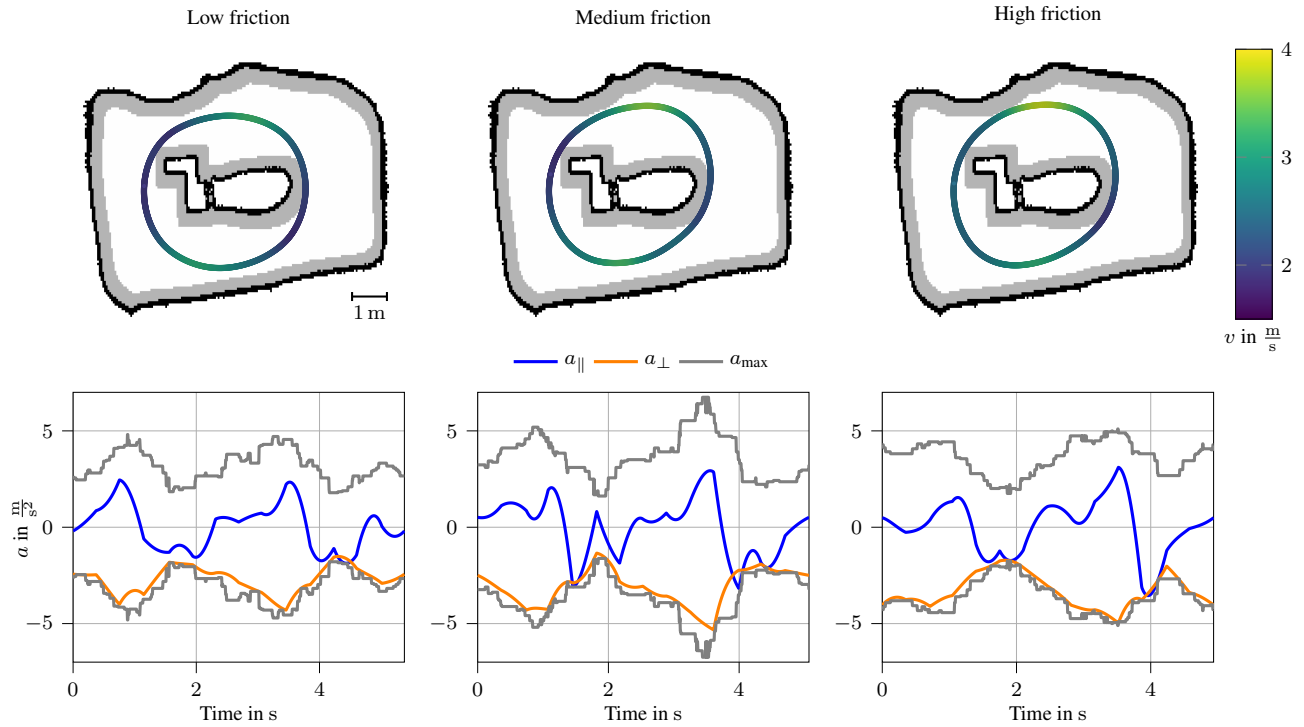 Low friction
Medium friction
High friction
4
3
2
v in m/s
1 m
a∥ a⊥ a_max
5
0
−5
a in m/s²
0 2 4
Time in s
0 2 4
Time in s
5
0
−5
0 2 4
Time in s
5
0
−5